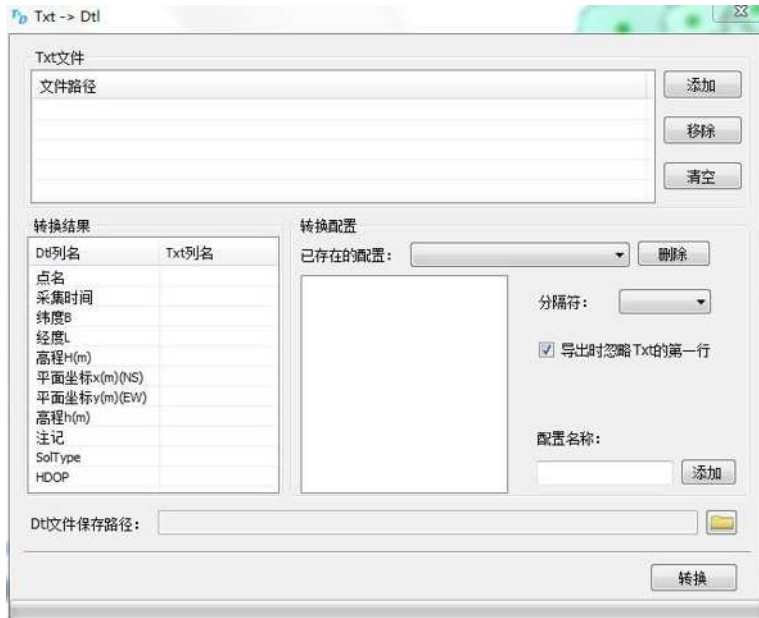 TD Txt -> Dtl
Txt文件
文件路径
添加
移除
清空
转换结果
Dtl列名 Txt列名
点名
采集时间
纬度B
经度L
高程H(m)
平面坐标x(m)(NS)
平面坐标y(m)(EW)
高程h(m)
注记
SolType
HDOP
转换配置
已存在的配置： 删除
分隔符：
导出时忽略Txt的第一行
配置名称：
添加
Dtl文件保存路径：
转换